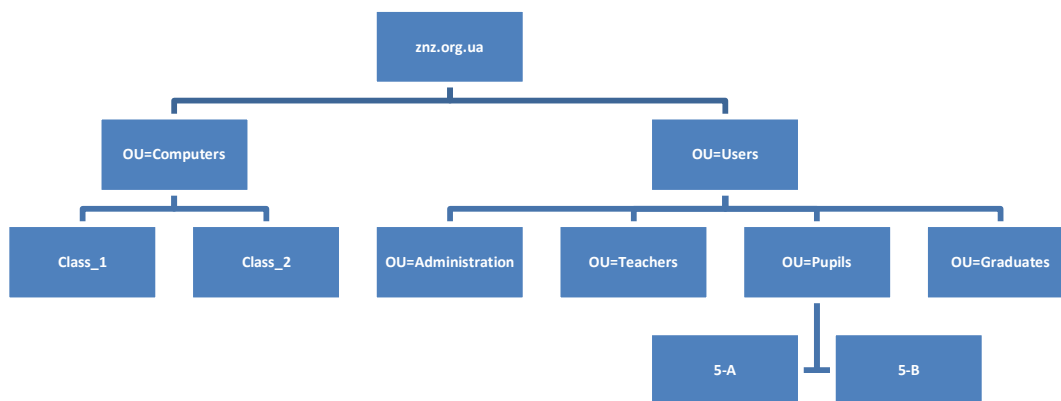 znz.org.ua
OU=Computers
OU=Users
Class_1
Class_2
OU=Administration
OU=Teachers
OU=Pupils
OU=Graduates
5-A
5-B